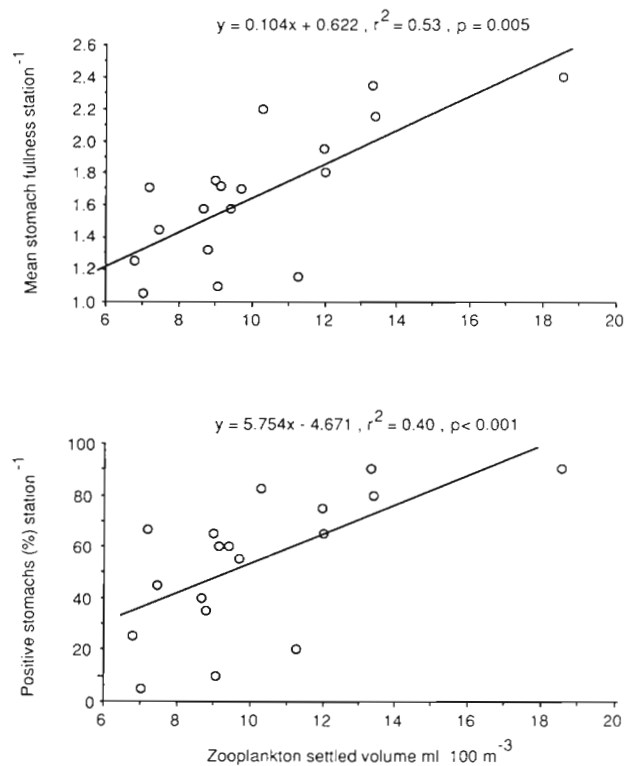 y = 0.104x + 0.622 , r² = 0.53 , p = 0.005
Mean stomach fullness station⁻¹
2.6
2.4
2.2
2.0
1.8
1.6
1.4
1.2
1.0
6 8 10 12 14 16 18 20
y = 5.754x - 4.671 , r² = 0.40 , p< 0.001
Positive stomachs (%) station⁻¹
100
80
60
40
20
0
6 8 10 12 14 16 18 20
Zooplankton settled volume ml 100 m⁻³